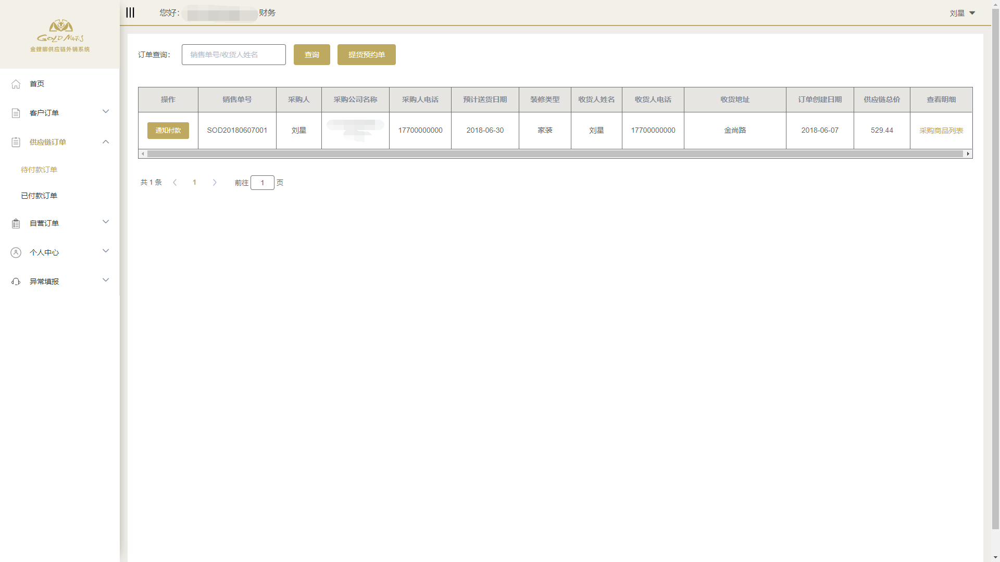 GOLD MANTIS
金螳螂供应链外销系统
首页
客户订单
供应链订单
待付款订单
已付款订单
自营订单
个人中心
异常填报
您好： 财务
刘星
订单查询： 销售单号/收货人姓名 查询 提货预约单
操作 销售单号 采购人 采购公司名称 采购人电话 预计送货日期 装修类型 收货人姓名 收货人电话 收货地址 订单创建日期 供应链总价 查看明细
通知付款 SOD20180607001 刘星 17700000000 2018-06-30 家装 刘星 17700000000 金尚路 2018-06-07 529.44 采购商品列表
共 1 条 1 前往 1 页